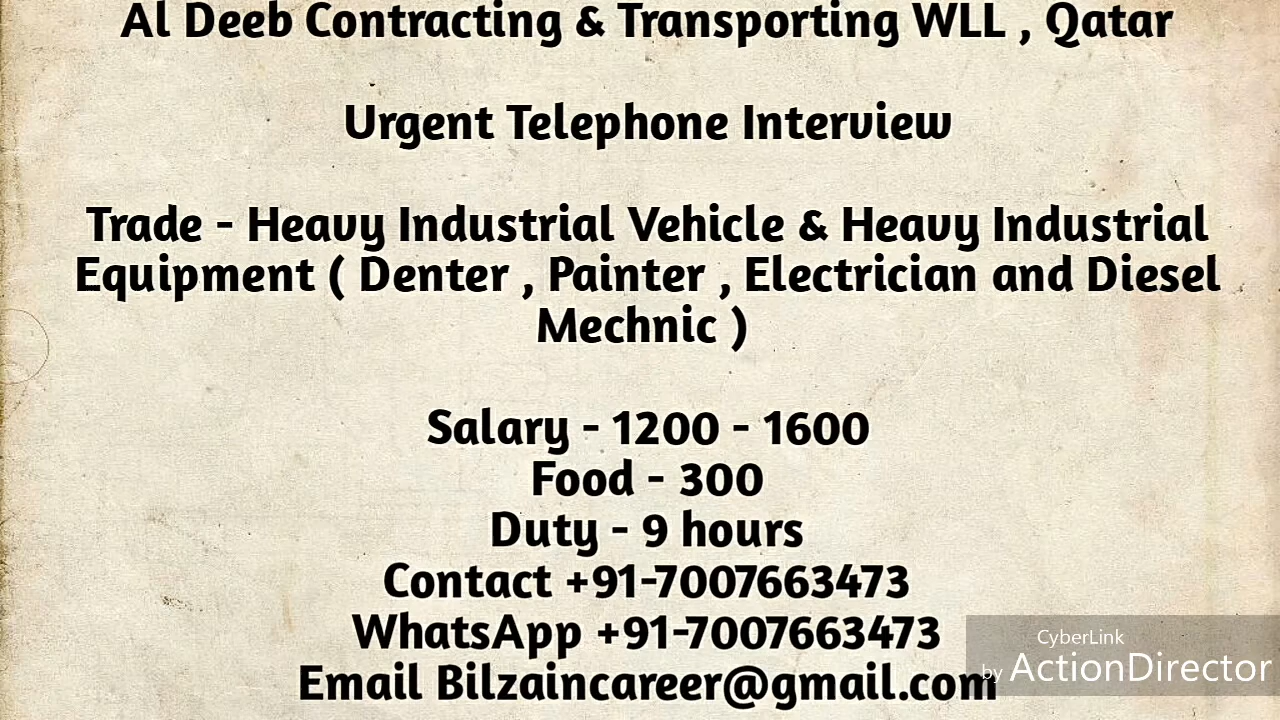 Al Deeb Contracting & Transporting WLL , Qatar
Urgent Telephone Interview
Trade - Heavy Industrial Vehicle & Heavy Industrial
Equipment ( Denter , Painter , Electrician and Diesel
Mechnic )
Salary - 1200 - 1600
Food - 300
Duty - 9 hours
Contact +91-7007663473
WhatsApp +91-7007663473
Email Bilzaincareer@gmail.com
CyberLink
by ActionDirector